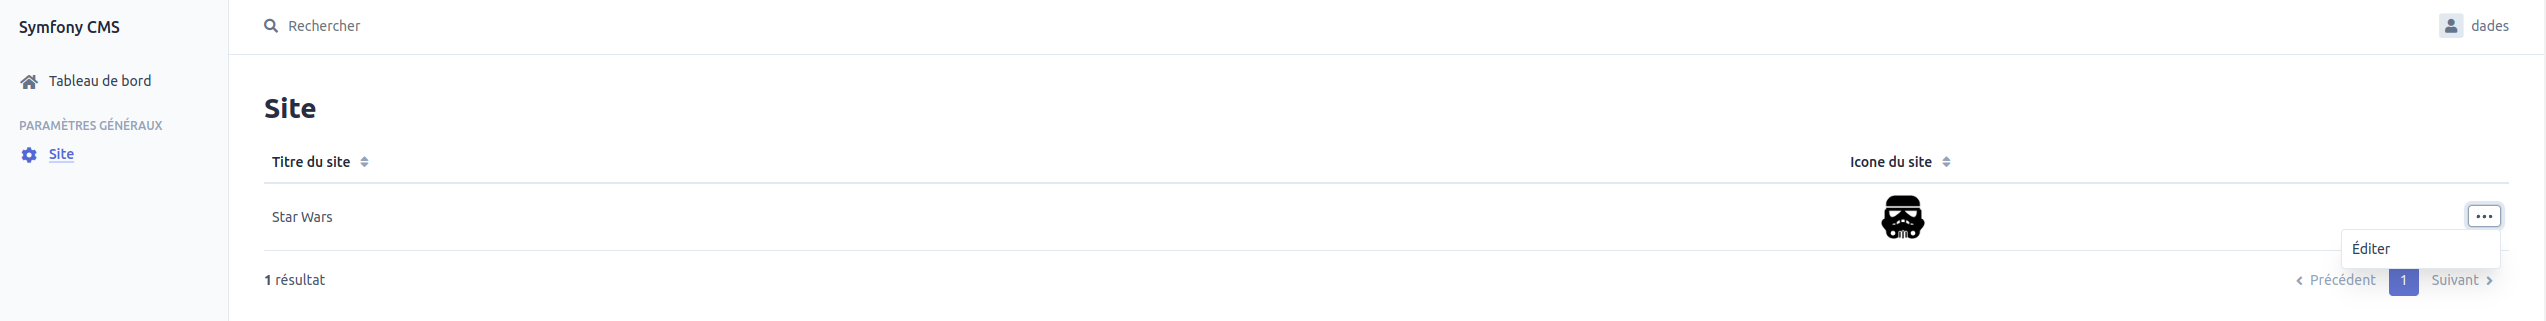 Symfony CMS
Rechercher
dades
Tableau de bord
PARAMÈTRES GÉNÉRAUX
Site
Site
Titre du site
Icone du site
Star Wars
...
Éditer
1 résultat
Précédent
1
Suivant